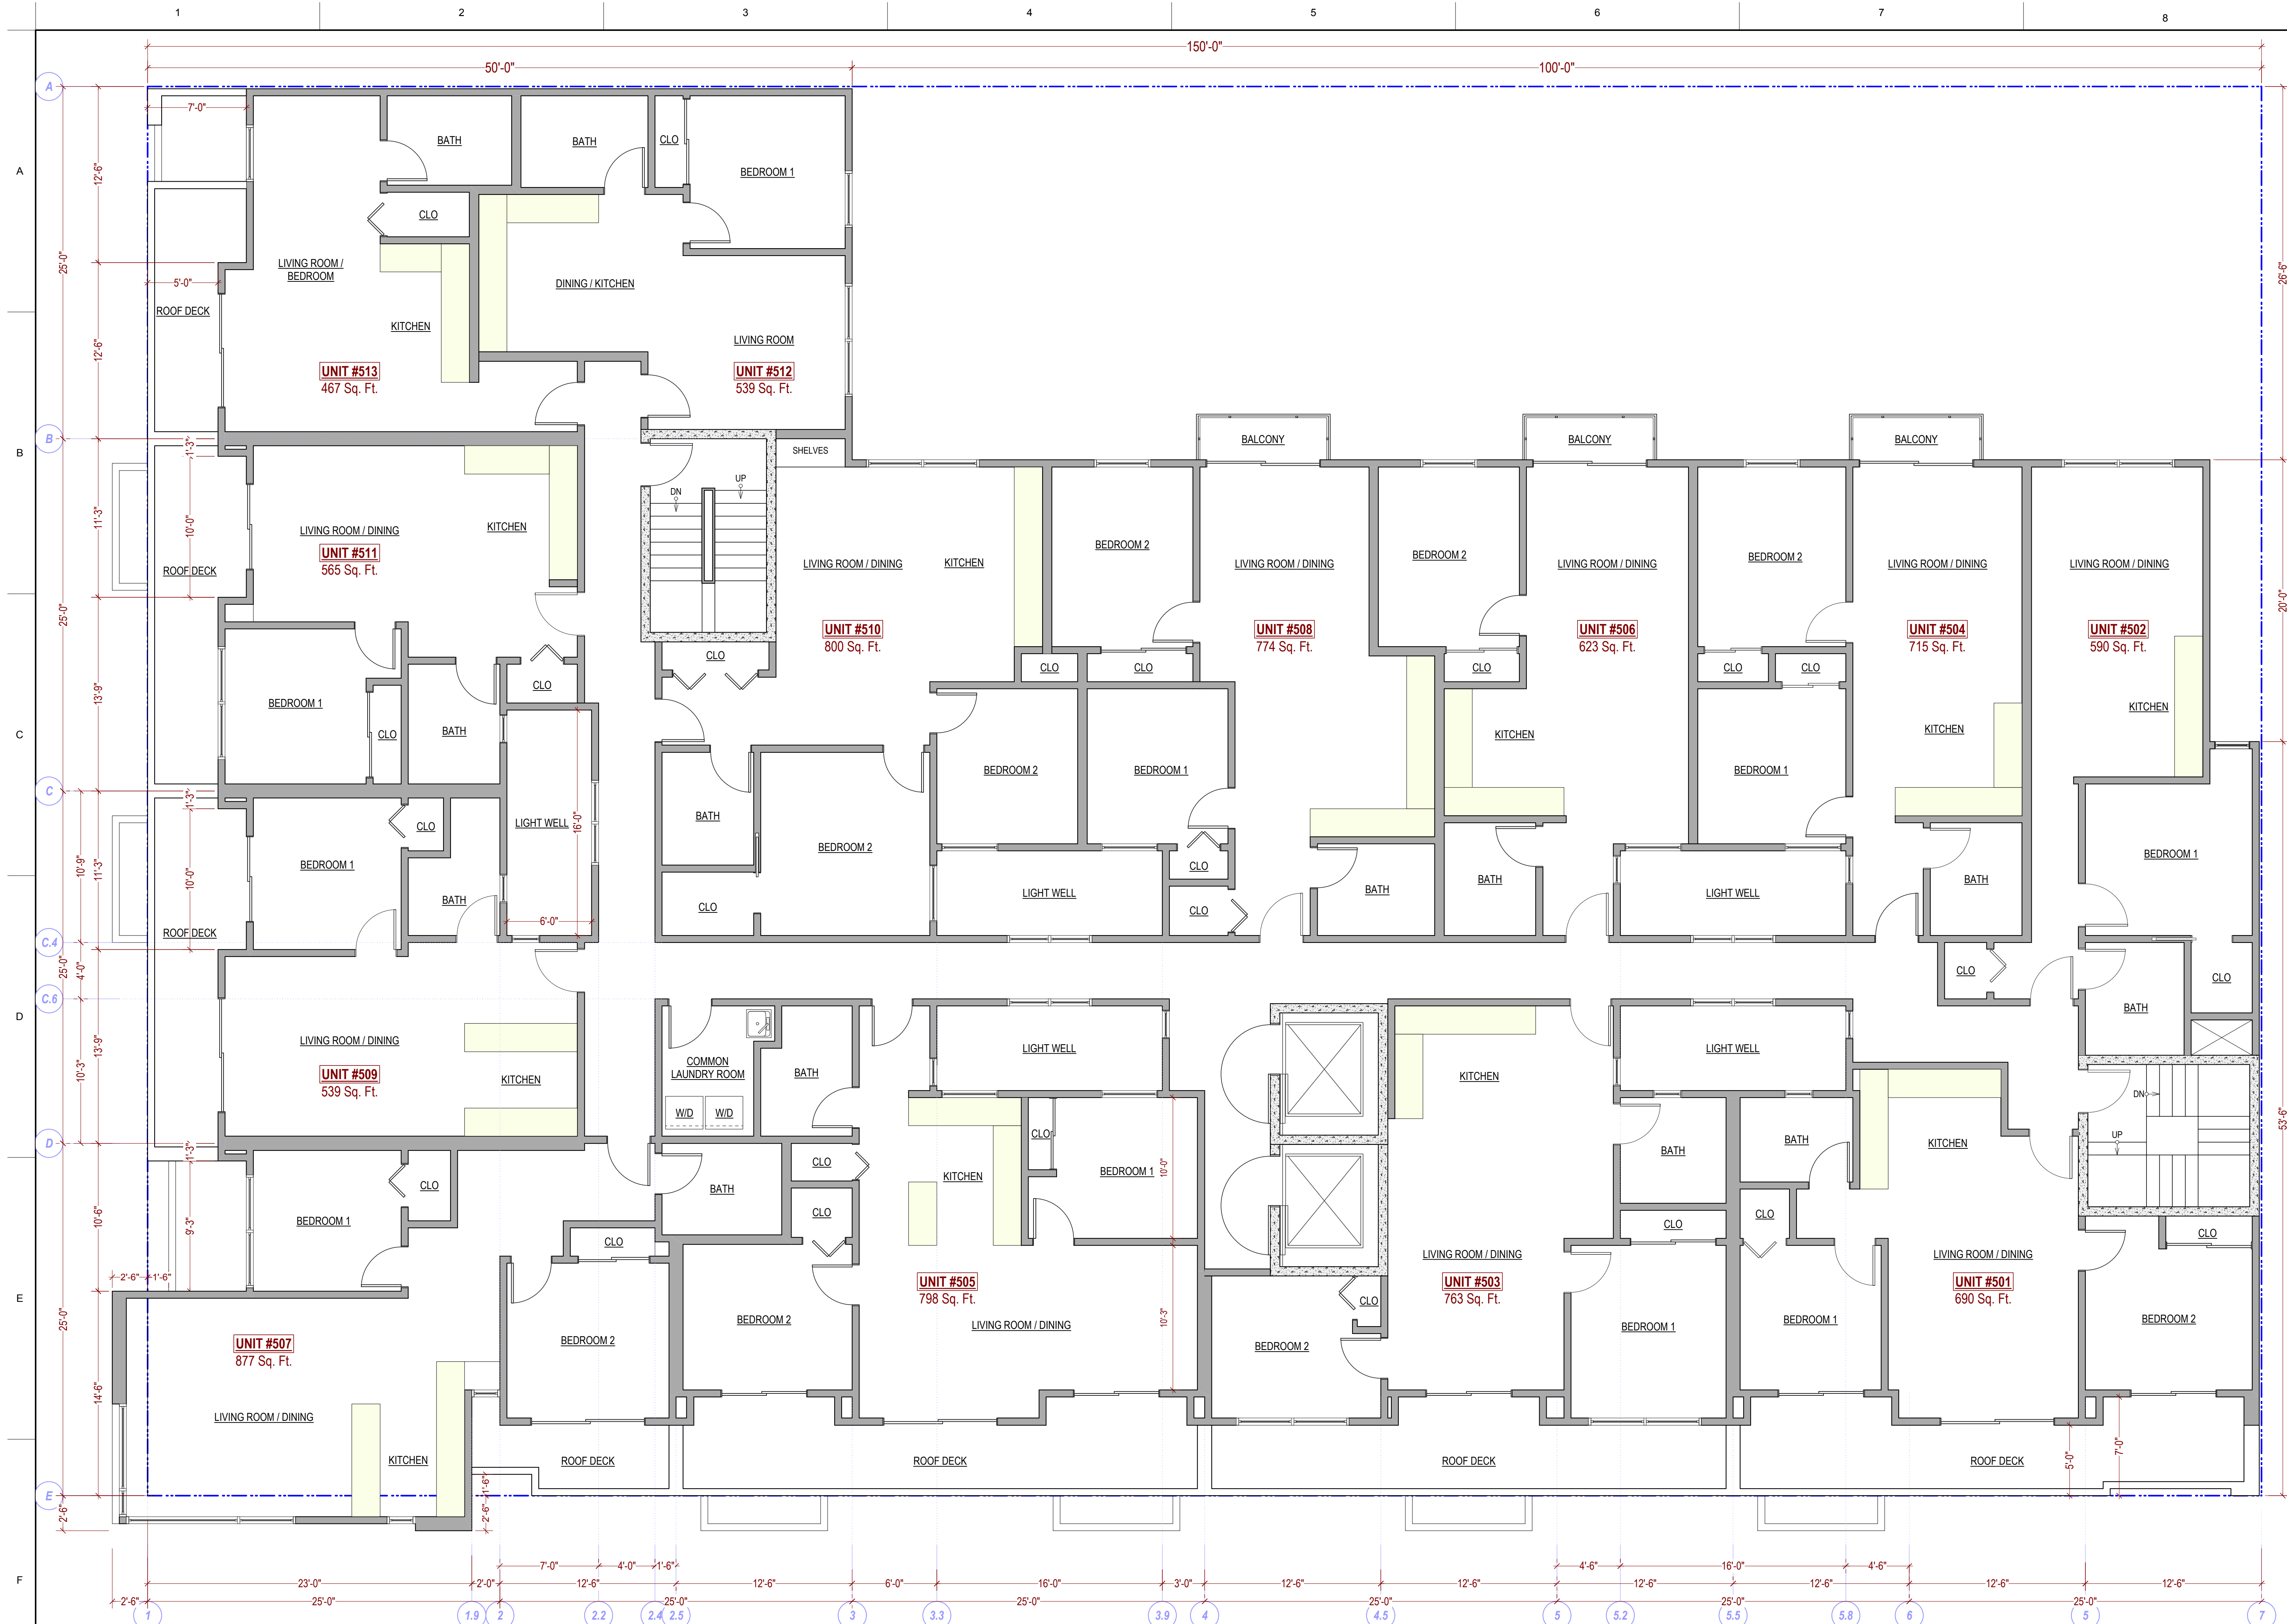 1 2 3 4 5 6 7 8
150'-0"
50'-0" 100'-0"
A
7'-0"
BATH BATH CLO
A
12'-6"
BEDROOM 1
CLO
25'-0"
LIVING ROOM /
BEDROOM
26'-6"
5'-0"
DINING / KITCHEN
ROOF DECK
KITCHEN
12'-6"
LIVING ROOM
UNIT #513
467 Sq. Ft.
UNIT #512
539 Sq. Ft.
B
1'-3"
BALCONY BALCONY BALCONY
B
SHELVES
UP
DN
11'-3"
10'-0"
LIVING ROOM / DINING
KITCHEN
UNIT #511
565 Sq. Ft.
ROOF DECK
BEDROOM 2 BEDROOM 2 BEDROOM 2
LIVING ROOM / DINING KITCHEN LIVING ROOM / DINING LIVING ROOM / DINING LIVING ROOM / DINING LIVING ROOM / DINING
25'-0"
20'-0"
UNIT #510
800 Sq. Ft.
UNIT #508
774 Sq. Ft.
UNIT #506
623 Sq. Ft.
UNIT #504
715 Sq. Ft.
UNIT #502
590 Sq. Ft.
CLO
CLO CLO CLO CLO CLO
CLO
13'-9"
BEDROOM 1
KITCHEN
C
CLO
BATH
KITCHEN
KITCHEN
BEDROOM 2 BEDROOM 1 BEDROOM 1
C
1'-3"
CLO
LIGHT WELL
16'-0"
BATH
BEDROOM 2
BEDROOM 1
10'-9"
11'-3"
10'-0"
BEDROOM 1
CLO
BATH
CLO
LIGHT WELL
CLO
BATH
BATH
LIGHT WELL
BATH
6'-0"
CLO
ROOF DECK
C.4
25'-0"
4'-0"
CLO
CLO
C.6
D
BATH
LIVING ROOM / DINING
13'-9"
10'-3"
COMMON
LAUNDRY ROOM
BATH
LIGHT WELL
LIGHT WELL
UNIT #509
539 Sq. Ft.
KITCHEN
KITCHEN
DN
W/D W/D
53'-6"
D
1'-3"
CLO
BATH
KITCHEN
UP
BATH
CLO
KITCHEN
BEDROOM 1
10'-0"
CLO
BATH
10'-6"
9'-3"
BEDROOM 1
CLO
CLO
CLO
CLO
CLO
2'-6" 1'-6"
LIVING ROOM / DINING
LIVING ROOM / DINING
E
UNIT #505
798 Sq. Ft.
UNIT #503
763 Sq. Ft.
UNIT #501
690 Sq. Ft.
CLO
25'-0"
10'-3"
BEDROOM 2
LIVING ROOM / DINING
BEDROOM 1
BEDROOM 1
BEDROOM 2
UNIT #507
877 Sq. Ft.
BEDROOM 2
BEDROOM 2
14'-6"
LIVING ROOM / DINING
KITCHEN
ROOF DECK ROOF DECK ROOF DECK ROOF DECK
5'-0"
7'-0"
1'-6"
E
2'-6"
2'-6"
7'-0" 4'-0" 1'-6" 4'-6" 16'-0" 4'-6"
F
23'-0" 2'-0" 12'-6" 12'-6" 6'-0" 16'-0" 3'-0" 12'-6" 12'-6" 12'-6" 12'-6" 12'-6" 12'-6"
2'-6" 25'-0" 25'-0" 25'-0" 25'-0" 25'-0" 25'-0"
1 1.9 2 2.2 2.4 2.5 3 3.3 3.9 4 4.5 5 5.2 5.5 5.8 6 5 7